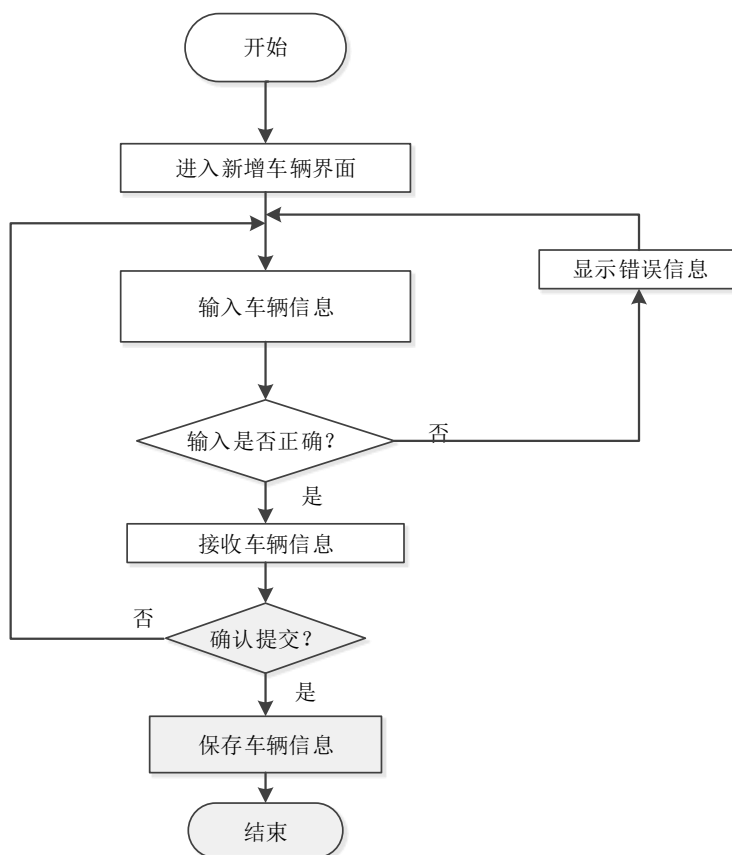 开始
进入新增车辆界面
显示错误信息
输入车辆信息
输入是否正确？
否
是
接收车辆信息
否
确认提交？
是
保存车辆信息
结束